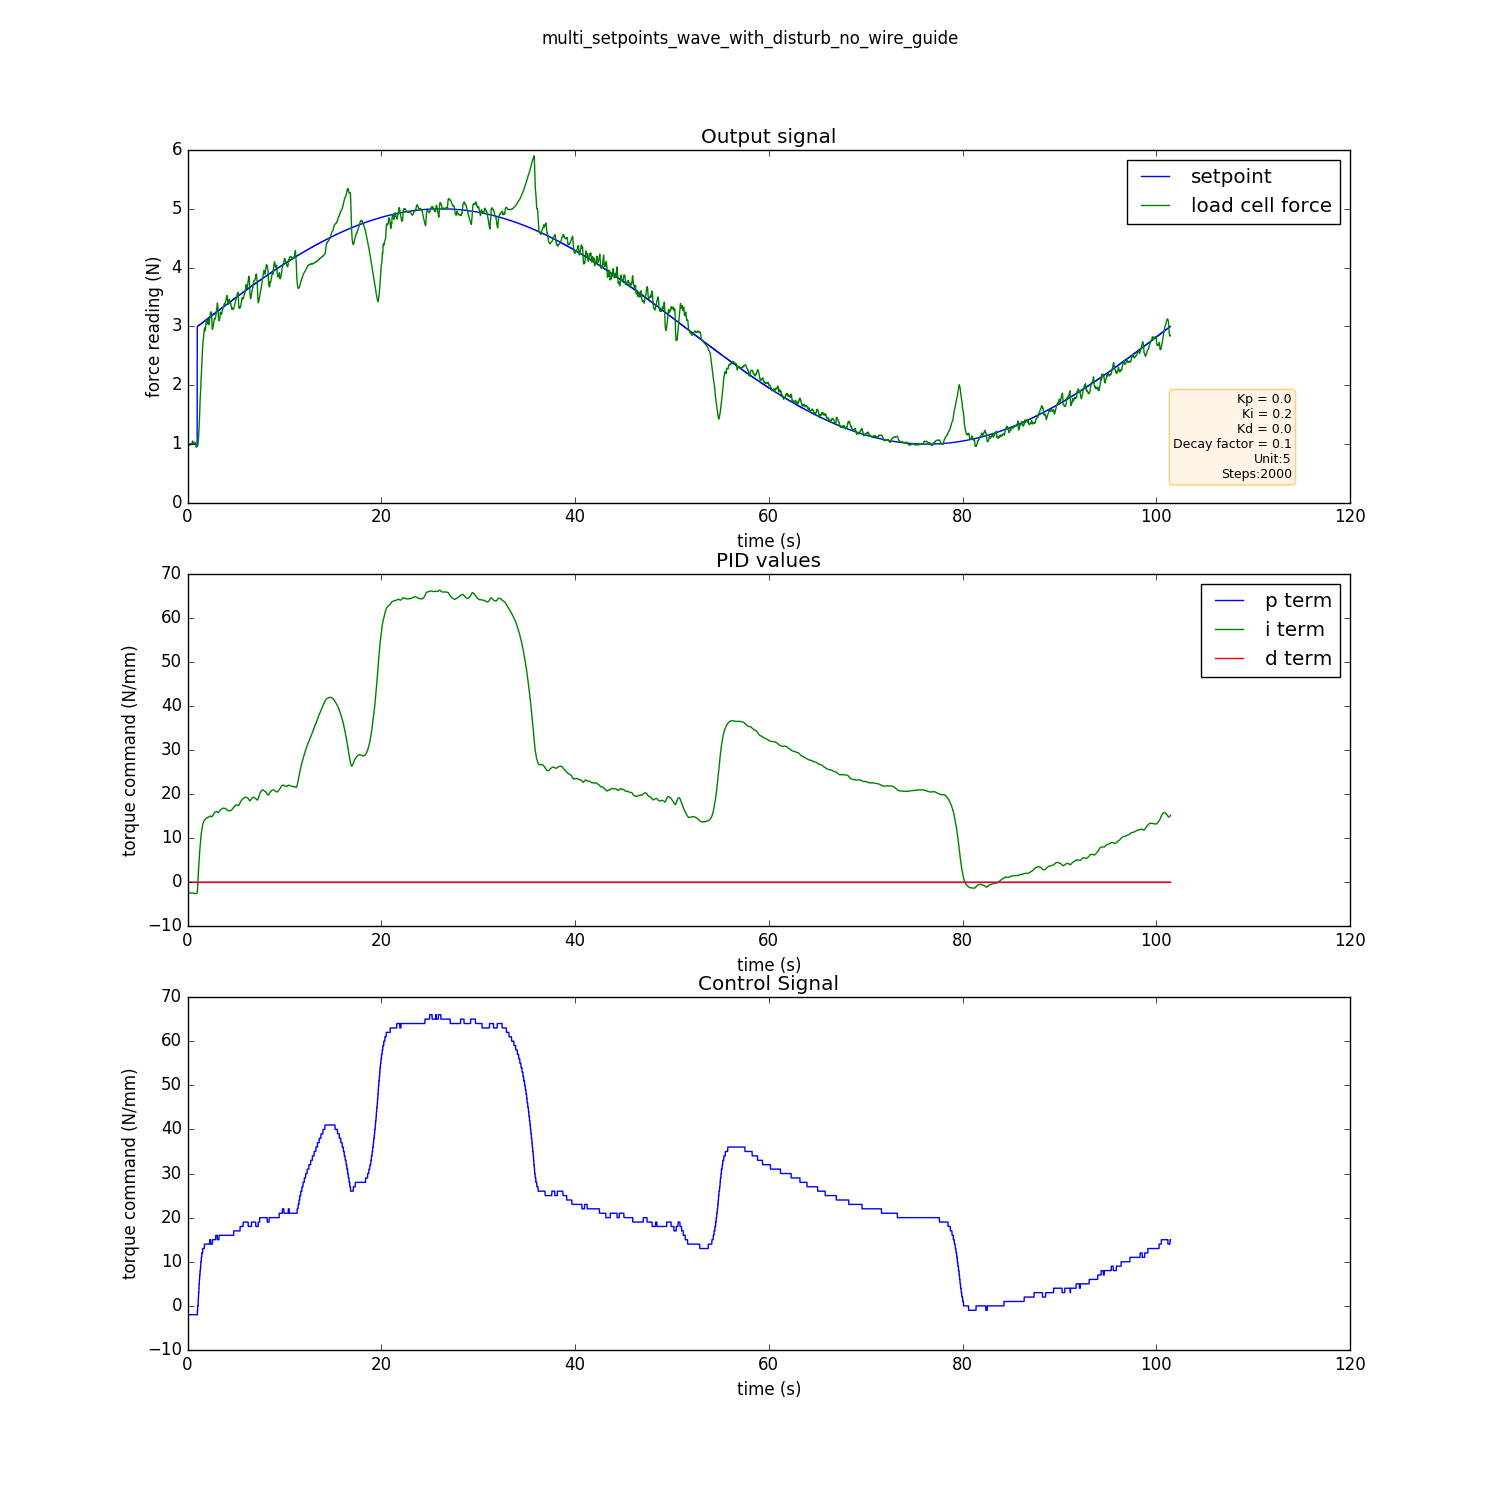 multi_setpoints_wave_with_disturb_no_wire_guide
Output signal
6
5
4
3
2
1
0
force reading (N)
setpoint
load cell force
Kp = 0.0
Ki = 0.2
Kd = 0.0
Decay factor = 0.1
Unit:5
Steps:2000
0 20 40 60 80 100 120
time (s)
PID values
70
60
50
40
30
20
10
0
−10
torque command (N/mm)
p term
i term
d term
0 20 40 60 80 100 120
time (s)
Control Signal
70
60
50
40
30
20
10
0
−10
torque command (N/mm)
0 20 40 60 80 100 120
time (s)